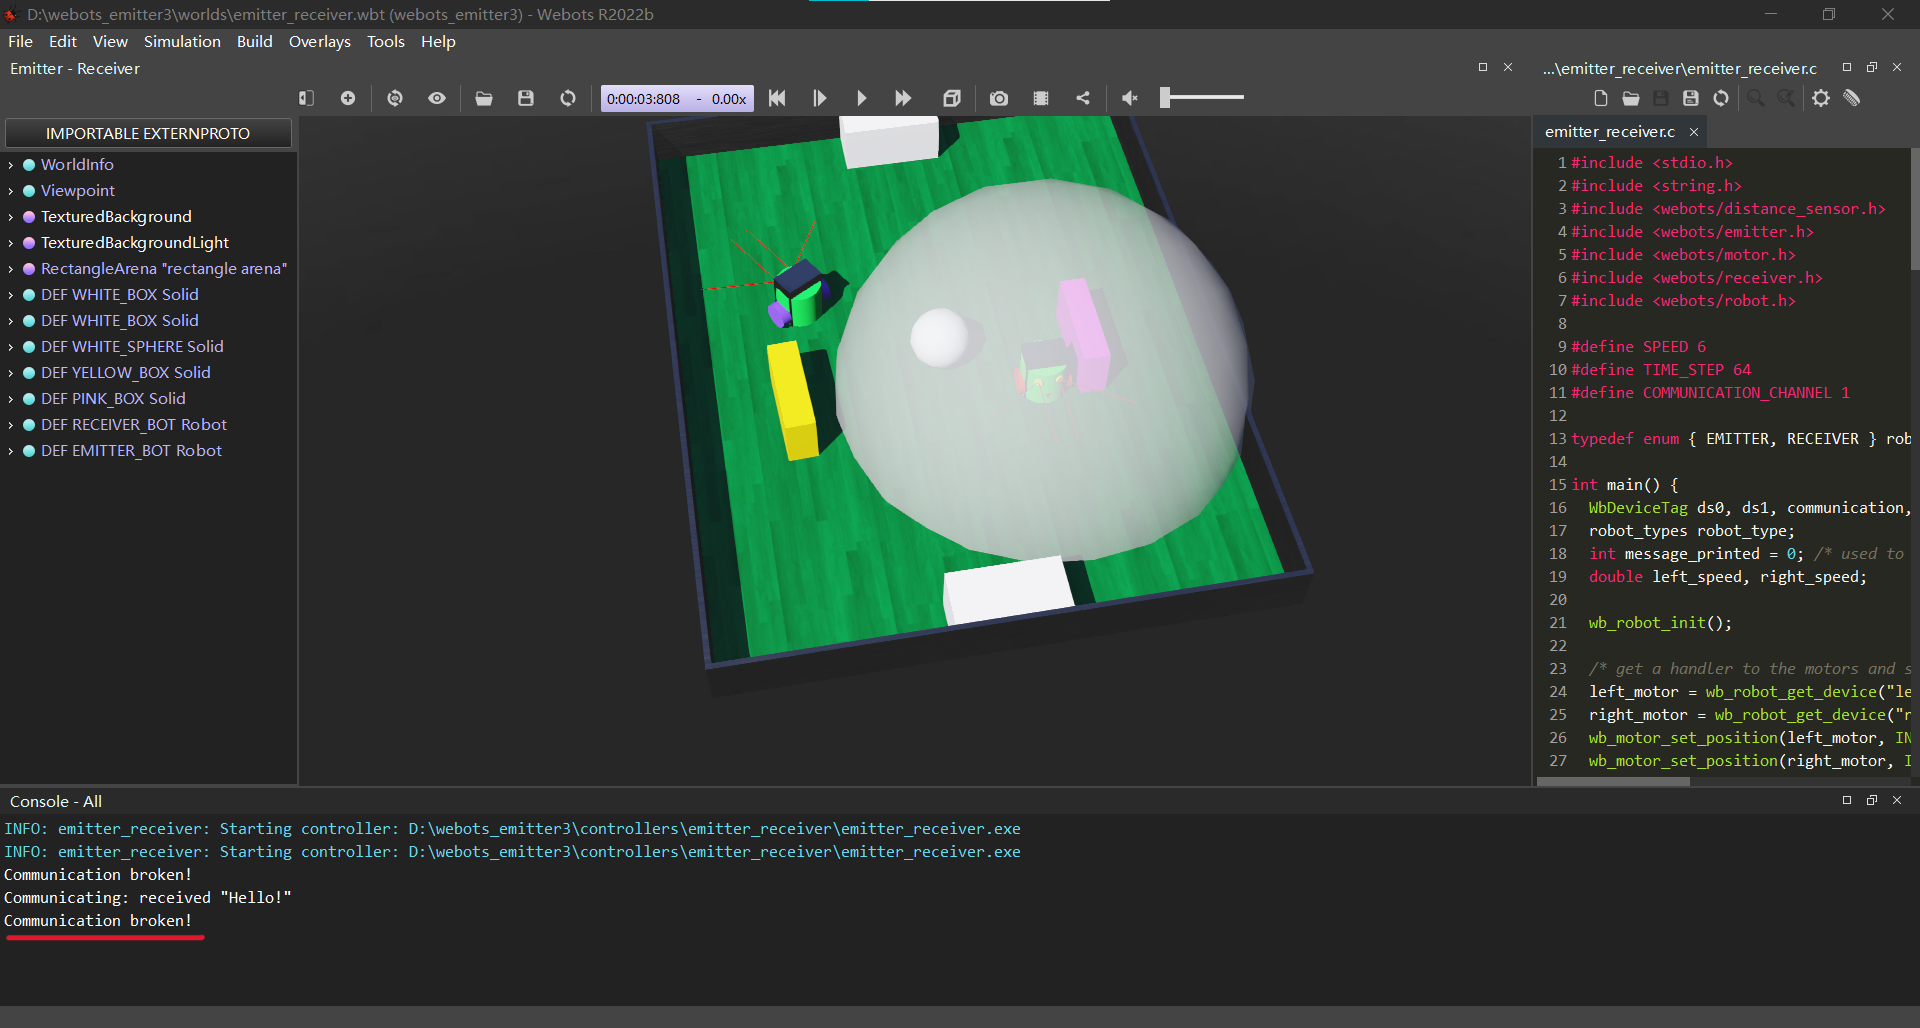 D:\webots_emitter3\worlds\emitter_receiver.wbt (webots_emitter3) - Webots R2022b
File Edit View Simulation Build Overlays Tools Help
Emitter - Receiver
...\emitter_receiver\emitter_receiver.c
0:00:03:808 - 0.00x
IMPORTABLE EXTERNPROTO
WorldInfo
Viewpoint
TexturedBackground
TexturedBackgroundLight
RectangleArena "rectangle arena"
DEF WHITE_BOX Solid
DEF WHITE_BOX Solid
DEF WHITE_SPHERE Solid
DEF YELLOW_BOX Solid
DEF PINK_BOX Solid
DEF RECEIVER_BOT Robot
DEF EMITTER_BOT Robot
emitter_receiver.c
1 #include <stdio.h>
2 #include <string.h>
3 #include <webots/distance_sensor.h>
4 #include <webots/emitter.h>
5 #include <webots/motor.h>
6 #include <webots/receiver.h>
7 #include <webots/robot.h>
8
9 #define SPEED 6
10 #define TIME_STEP 64
11 #define COMMUNICATION_CHANNEL 1
12
13 typedef enum { EMITTER, RECEIVER } rob
14
15 int main() {
16 WbDeviceTag ds0, ds1, communication,
17 robot_types robot_type;
18 int message_printed = 0; /* used to
19 double left_speed, right_speed;
20
21 wb_robot_init();
22
23 /* get a handler to the motors and s
24 left_motor = wb_robot_get_device("le
25 right_motor = wb_robot_get_device("r
26 wb_motor_set_position(left_motor, IN
27 wb_motor_set_position(right_motor, I
Console - All
INFO: emitter_receiver: Starting controller: D:\webots_emitter3\controllers\emitter_receiver\emitter_receiver.exe
INFO: emitter_receiver: Starting controller: D:\webots_emitter3\controllers\emitter_receiver\emitter_receiver.exe
Communication broken!
Communicating: received "Hello!"
Communication broken!